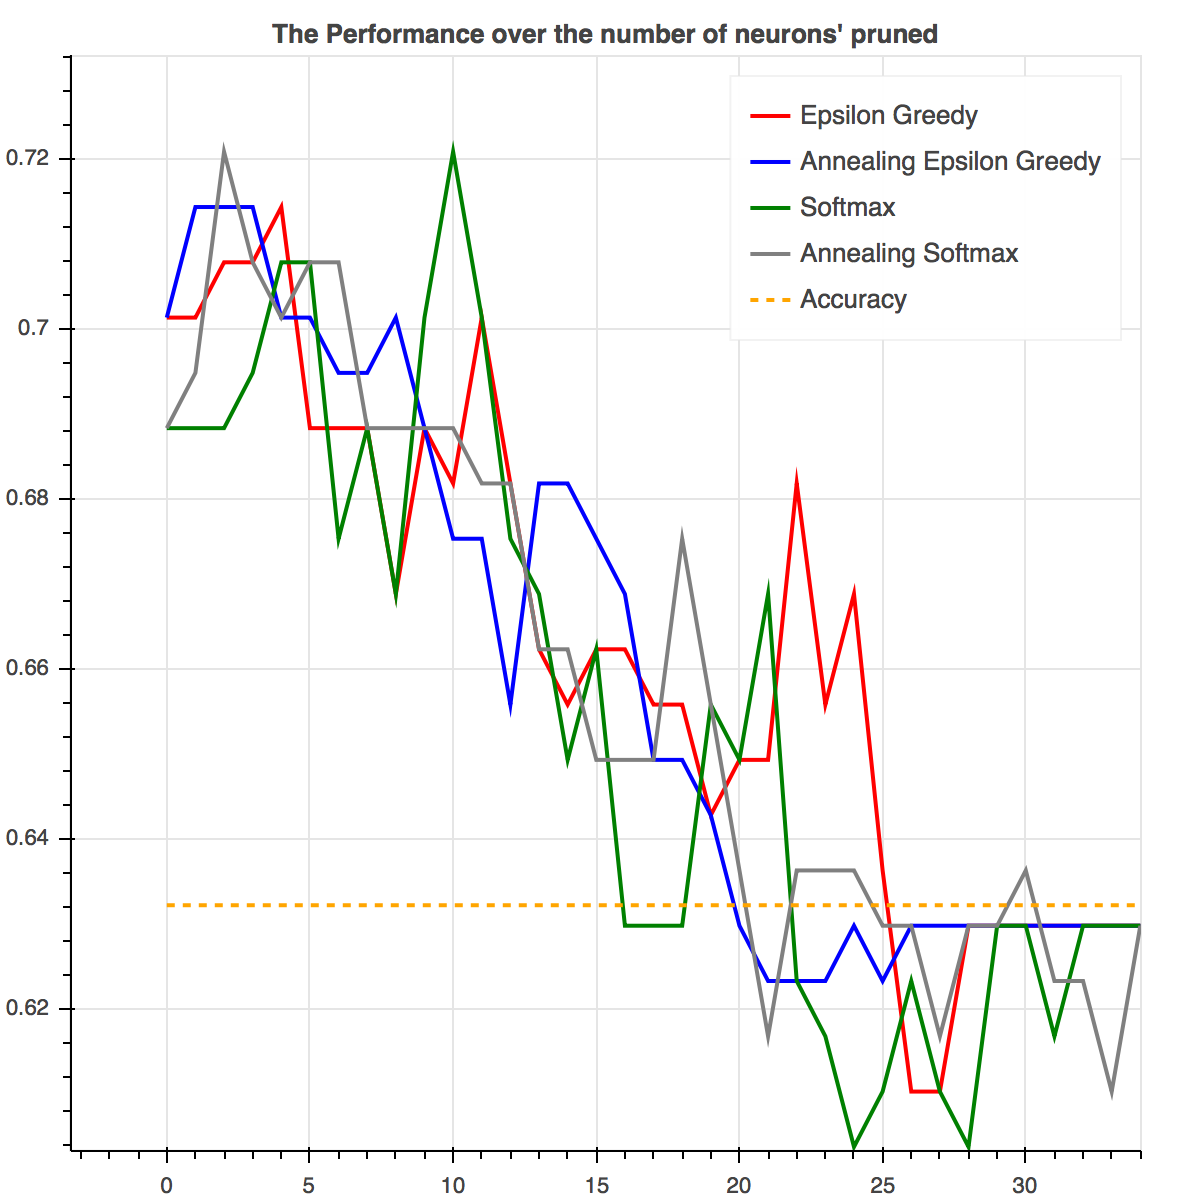 The Performance over the number of neurons' pruned
Epsilon Greedy
Annealing Epsilon Greedy
Softmax
Annealing Softmax
Accuracy
0.72
0.7
0.68
0.66
0.64
0.62
0 5 10 15 20 25 30